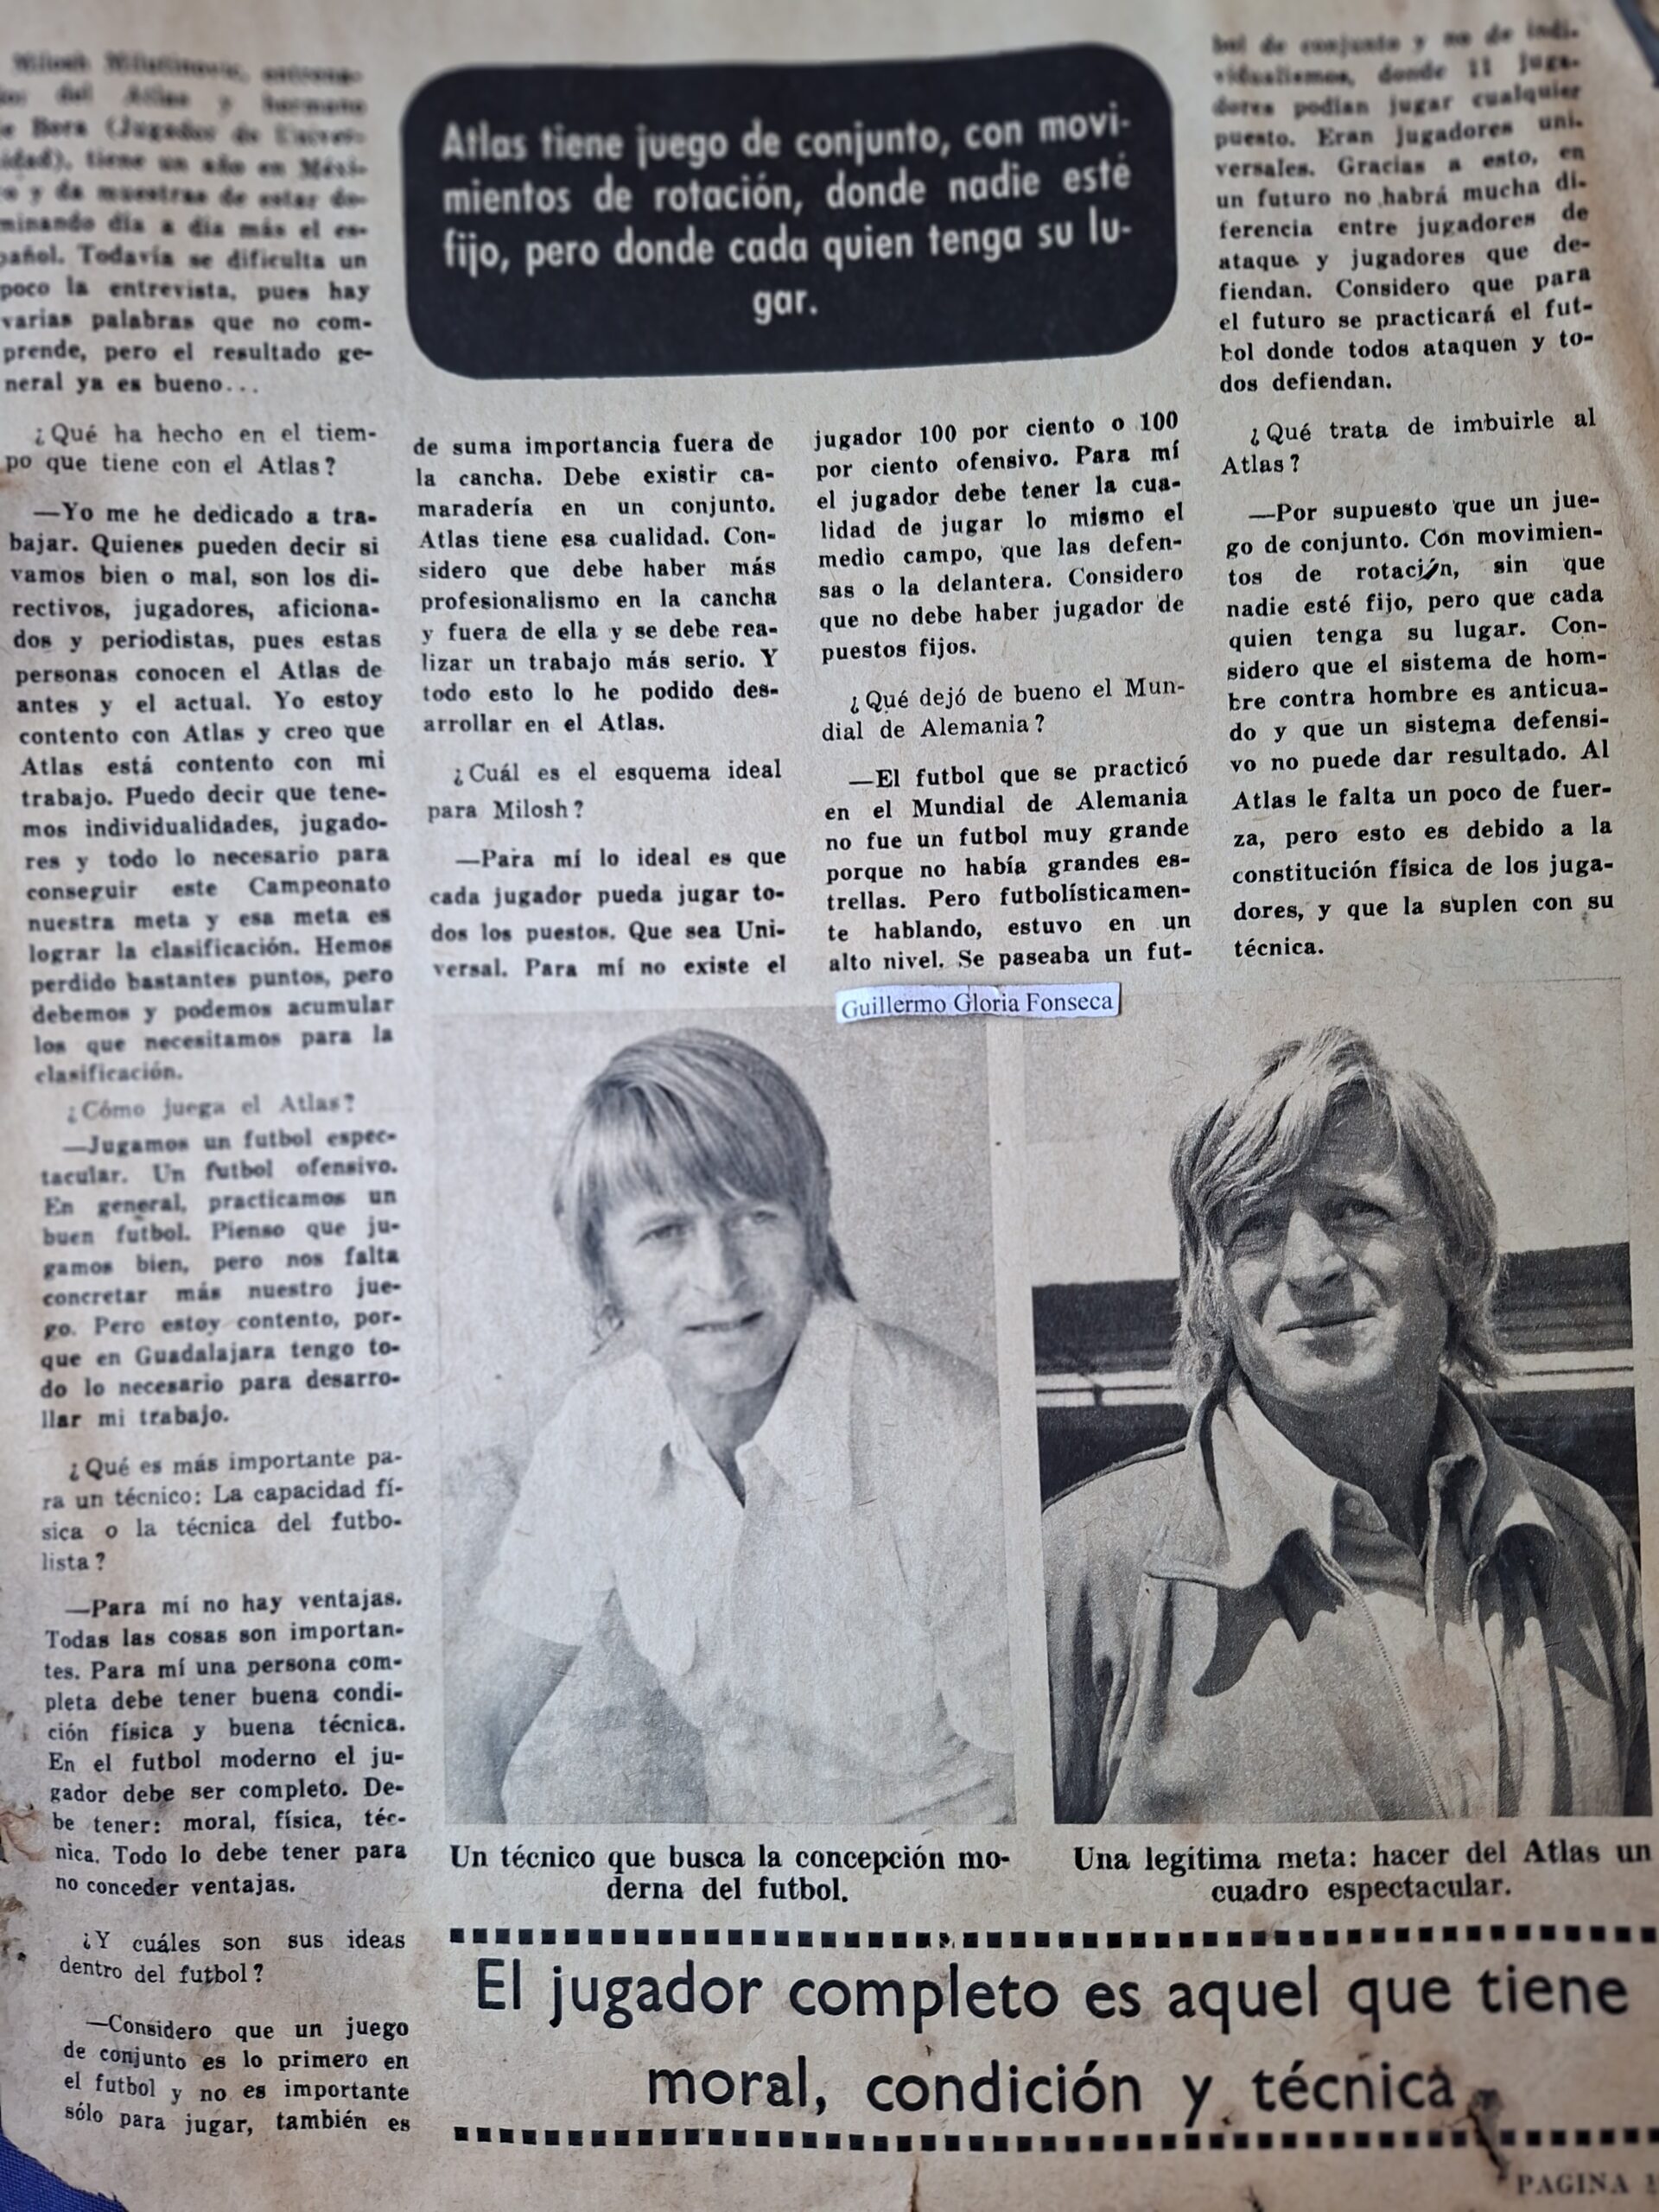 Milosh Milutinovic, entrena-
dor del Atlas y hermano
e Bora (Jugador de Univer-
idad), tiene un año en Méxi-
o y da muestras de estar do-
minando día a día más el es-
pañol. Todavía se dificulta un
poco la entrevista, pues hay
varias palabras que no com-
prende, pero el resultado ge-
neral ya es bueno...
¿Qué ha hecho en el tiem-
po que tiene con el Atlas?
—Yo me he dedicado a tra-
bajar. Quienes pueden decir si
vamos bien o mal, son los di-
rectivos, jugadores, aficiona-
dos y periodistas, pues estas
personas conocen el Atlas de
antes y el actual. Yo estoy
contento con Atlas y creo que
Atlas está contento con mi
trabajo. Puedo decir que tene-
mos individualidades, jugado-
res y todo lo necesario para
conseguir este Campeonato
nuestra meta y esa meta es
lograr la clasificación. Hemos
perdido bastantes puntos, pero
debemos y podemos acumular
los que necesitamos para la
clasificación.
¿Cómo juega el Atlas?
—Jugamos un futbol espec-
tacular. Un futbol ofensivo.
En general, practicamos un
buen futbol. Pienso que ju-
gamos bien, pero nos falta
concretar más nuestro jue-
go. Pero estoy contento, por-
que en Guadalajara tengo to-
do lo necesario para desarro-
llar mi trabajo.
¿Qué es más importante pa-
ra un técnico: La capacidad fí-
sica o la técnica del futbo-
lista?
—Para mí no hay ventajas.
Todas las cosas son importan-
tes. Para mí una persona com-
pleta debe tener buena condi-
ción física y buena técnica.
En el futbol moderno el ju-
gador debe ser completo. De-
be tener: moral, física, téc-
nica. Todo lo debe tener para
no conceder ventajas.
¿Y cuáles son sus ideas
dentro del futbol?
—Considero que un juego
de conjunto es lo primero en
el futbol y no es importante
sólo para jugar, también es
Atlas tiene juego de conjunto, con movi-
mientos de rotación, donde nadie esté
fijo, pero donde cada quien tenga su lu-
gar.
de suma importancia fuera de
la cancha. Debe existir ca-
maradería en un conjunto.
Atlas tiene esa cualidad. Con-
sidero que debe haber más
profesionalismo en la cancha
y fuera de ella y se debe rea-
lizar un trabajo más serio. Y
todo esto lo he podido des-
arrollar en el Atlas.
¿Cuál es el esquema ideal
para Milosh?
—Para mí lo ideal es que
cada jugador pueda jugar to-
dos los puestos. Que sea Uni-
versal. Para mí no existe el
jugador 100 por ciento o 100
por ciento ofensivo. Para mí
el jugador debe tener la cua-
lidad de jugar lo mismo el
medio campo, que las defen-
sas o la delantera. Considero
que no debe haber jugador de
puestos fijos.
¿Qué dejó de bueno el Mun-
dial de Alemania?
—El futbol que se practicó
en el Mundial de Alemania
no fue un futbol muy grande
porque no había grandes es-
trellas. Pero futbolísticamen-
te hablando, estuvo en un
alto nivel. Se paseaba un fut-
bol de conjunto y no de indi-
vidualismos, donde 11 juga-
dores podían jugar cualquier
puesto. Eran jugadores uni-
versales. Gracias a esto, en
un futuro no habrá mucha di-
ferencia entre jugadores de
ataque y jugadores que de-
fiendan. Considero que para
el futuro se practicará el fut-
bol donde todos ataquen y to-
dos defiendan.
¿Qué trata de imbuirle al
Atlas?
—Por supuesto que un jue-
go de conjunto. Con movimien-
tos de rotación, sin que
nadie esté fijo, pero que cada
quien tenga su lugar. Con-
sidero que el sistema de hom-
bre contra hombre es anticua-
do y que un sistema defensi-
vo no puede dar resultado. Al
Atlas le falta un poco de fuer-
za, pero esto es debido a la
constitución física de los juga-
dores, y que la suplen con su
técnica.
Guillermo Gloria Fonseca
Un técnico que busca la concepción mo-
derna del futbol.
Una legítima meta: hacer del Atlas un
cuadro espectacular.
El jugador completo es aquel que tiene
moral, condición y técnica
PAGINA